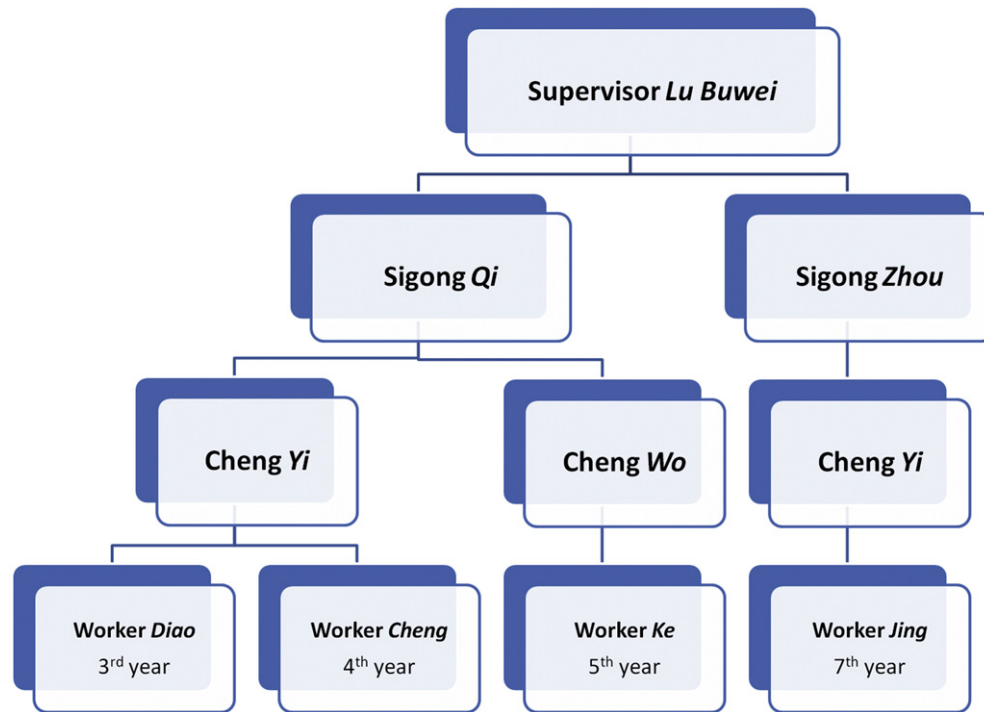 Supervisor Lu Buwei
Sigong Qi
Sigong Zhou
Cheng Yi
Cheng Wo
Cheng Yi
Worker Diao
3rd year
Worker Cheng
4th year
Worker Ke
5th year
Worker Jing
7th year